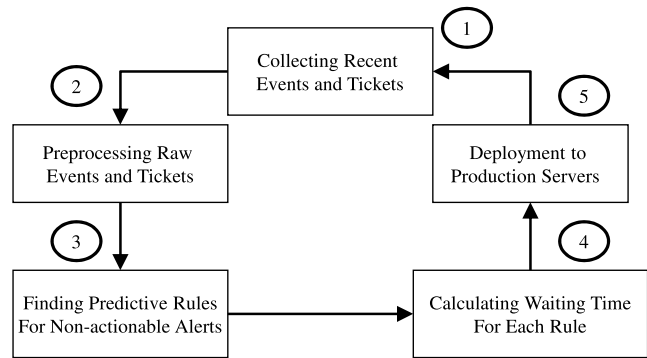 1
Collecting Recent
Events and Tickets
2
5
Preprocessing Raw
Events and Tickets
Deployment to
Production Servers
3
4
Finding Predictive Rules
For Non-actionable Alerts
Calculating Waiting Time
For Each Rule